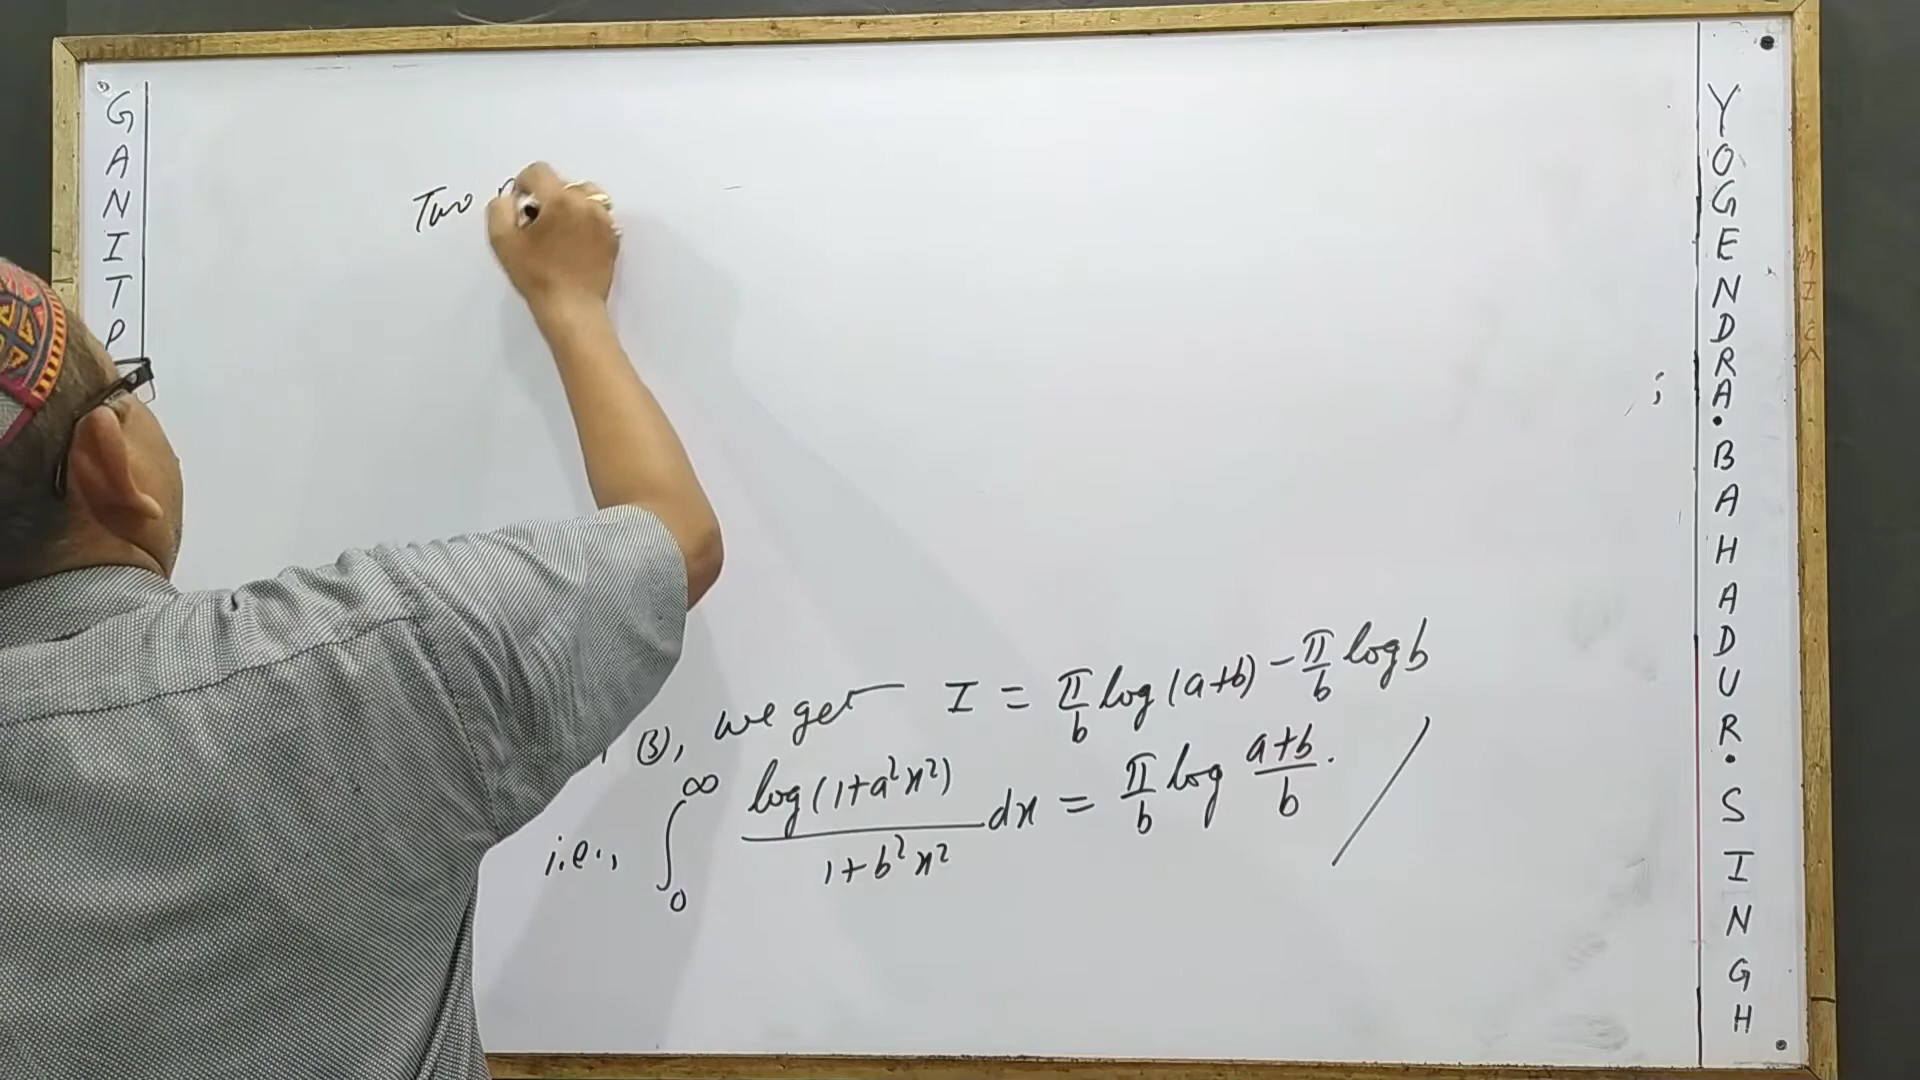 GANITP
Two
(3), we get I = π/b log(a+b) - π/b log b
i.e., ∫₀^∞ log(1+a²x²)/(1+b²x²) dx = π/b log (a+b)/b.
YOGENDRA.BAHADUR.SINGH